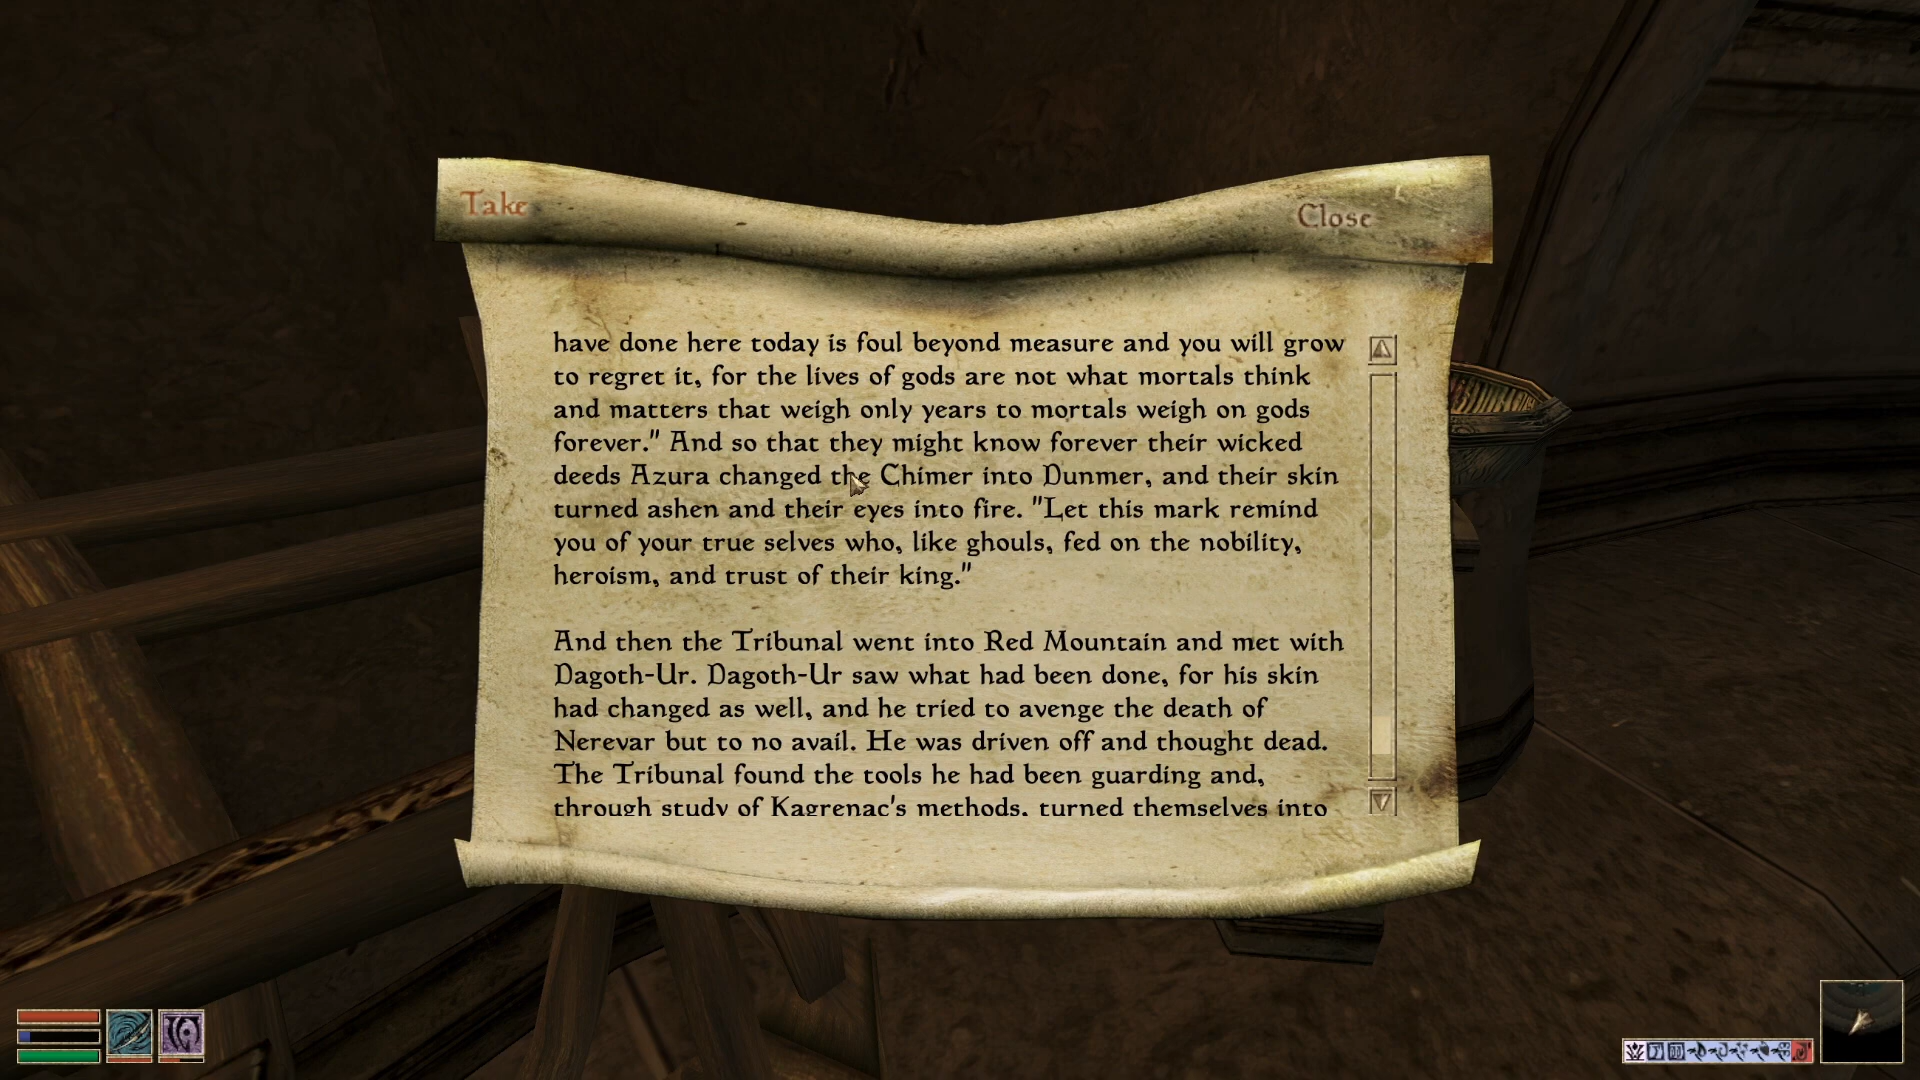 Take
Close
have done here today is foul beyond measure and you will grow
to regret it, for the lives of gods are not what mortals think
and matters that weigh only years to mortals weigh on gods
forever." And so that they might know forever their wicked
deeds Azura changed the Chimer into Dunmer, and their skin
turned ashen and their eyes into fire. "Let this mark remind
you of your true selves who, like ghouls, fed on the nobility,
heroism, and trust of their king."
And then the Tribunal went into Red Mountain and met with
Dagoth-Ur. Dagoth-Ur saw what had been done, for his skin
had changed as well, and he tried to avenge the death of
Nerevar but to no avail. He was driven off and thought dead.
The Tribunal found the tools he had been guarding and,
through study of Kagrenac's methods, turned themselves into